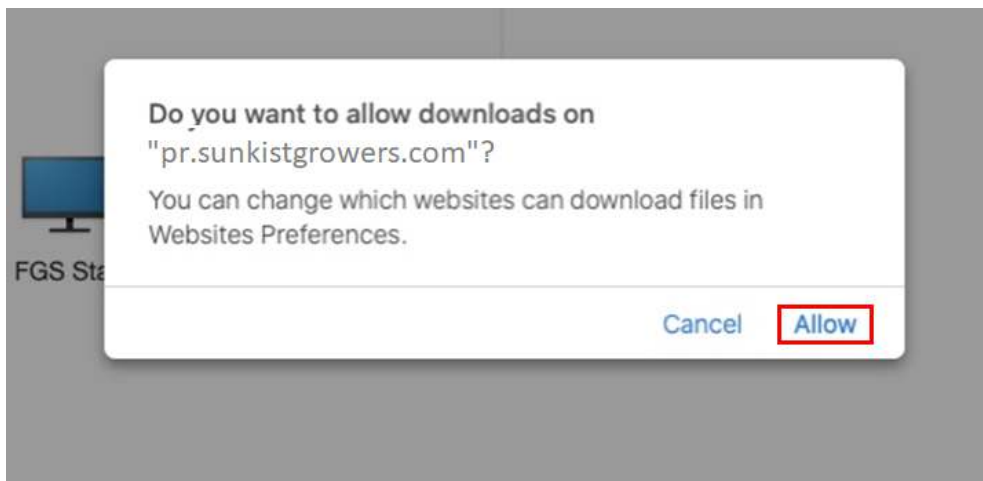 Do you want to allow downloads on
"pr.sunkistgrowers.com"?
You can change which websites can download files in
Websites Preferences.
FGS Sta
Cancel Allow